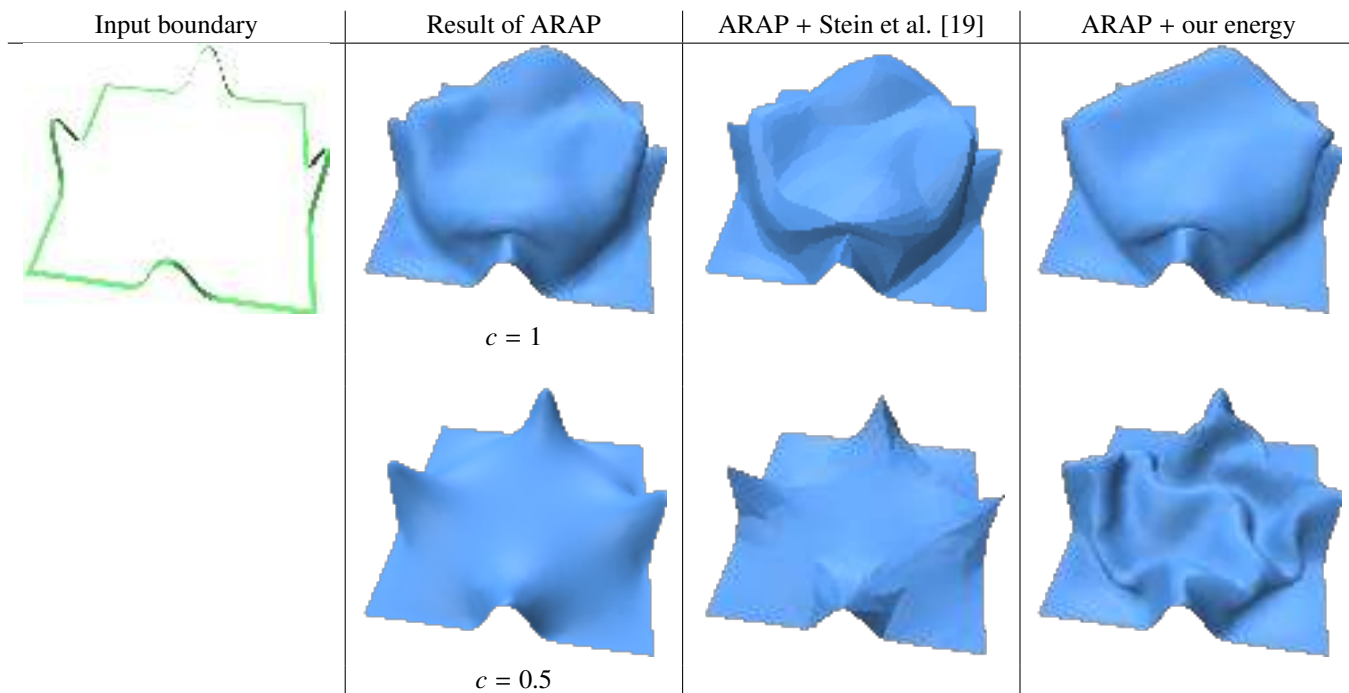 Input boundary
Result of ARAP
ARAP + Stein et al. [19]
ARAP + our energy
c = 1
c = 0.5